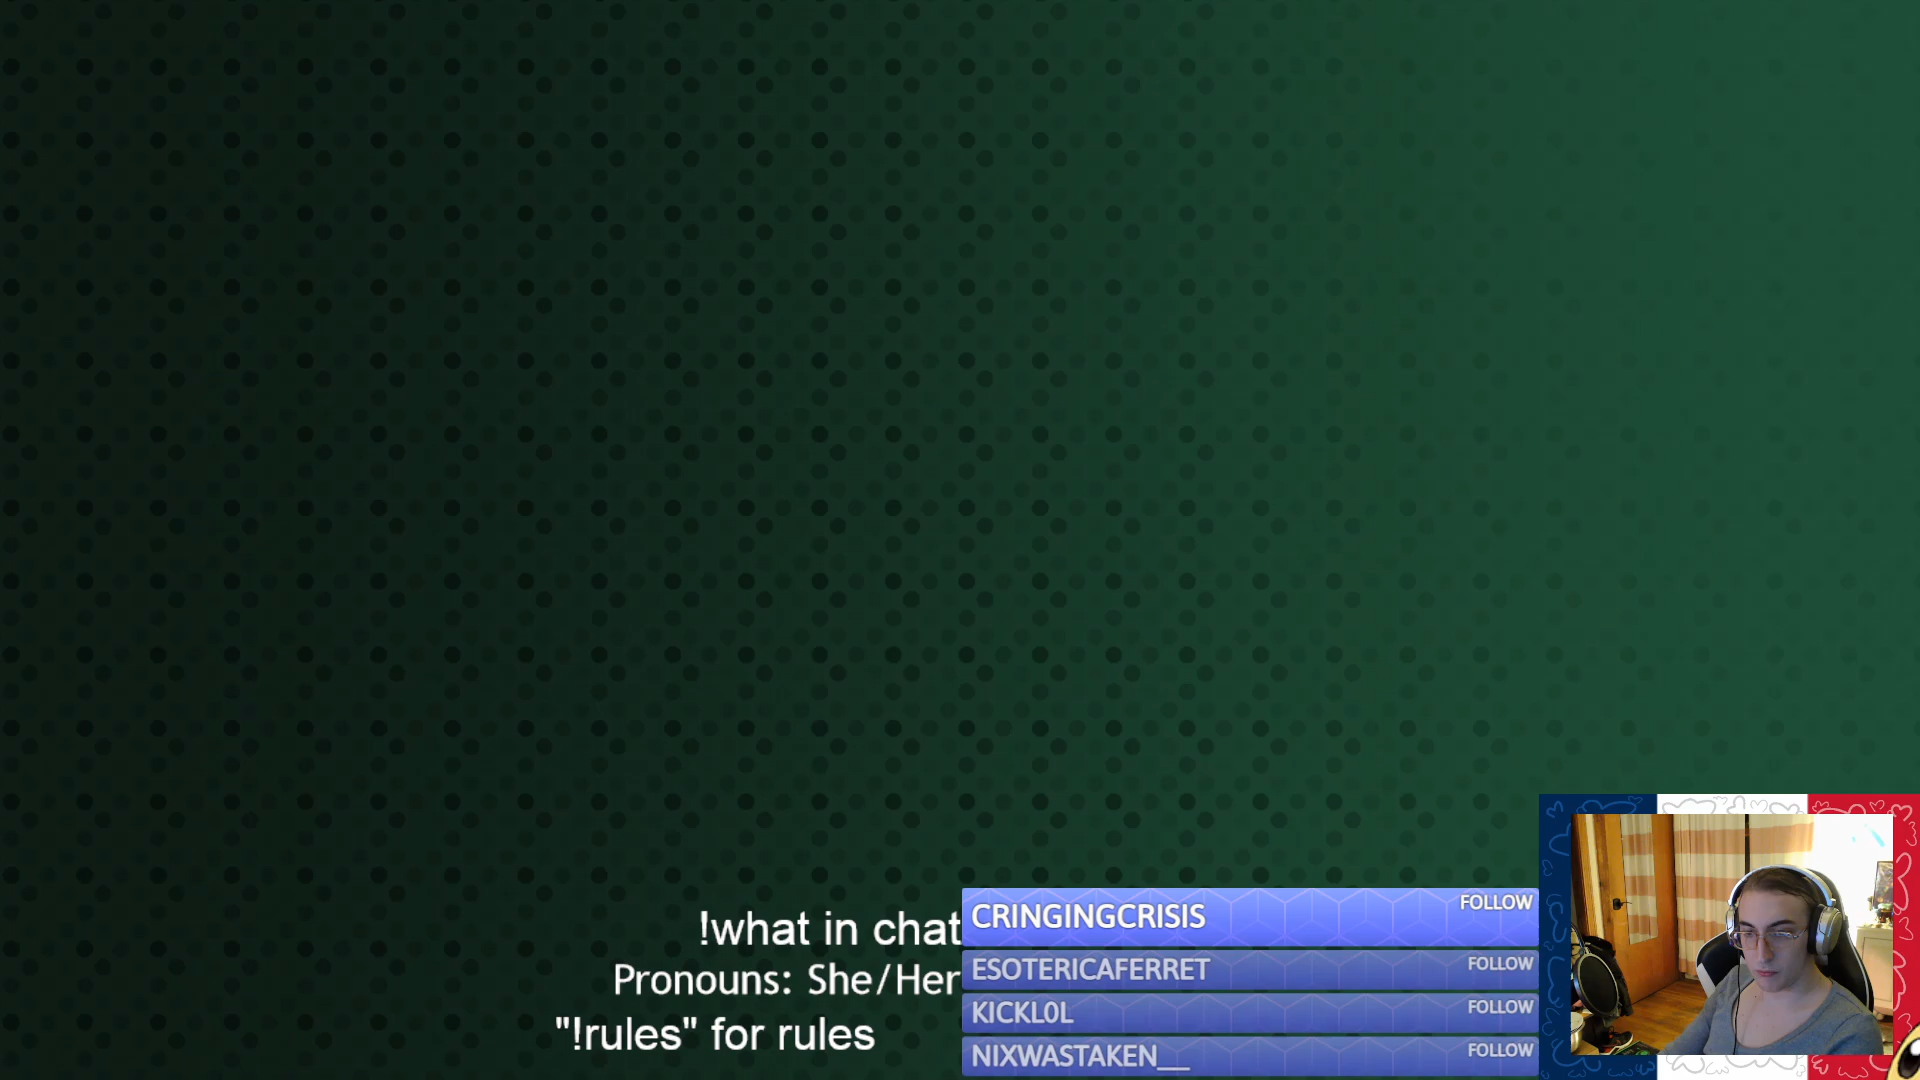 !what in chat
Pronouns: She/Her
"!rules" for rules
CRINGINGCRISIS FOLLOW
ESOTERICAFERRET FOLLOW
KICKL0L FOLLOW
NIXWASTAKEN__ FOLLOW